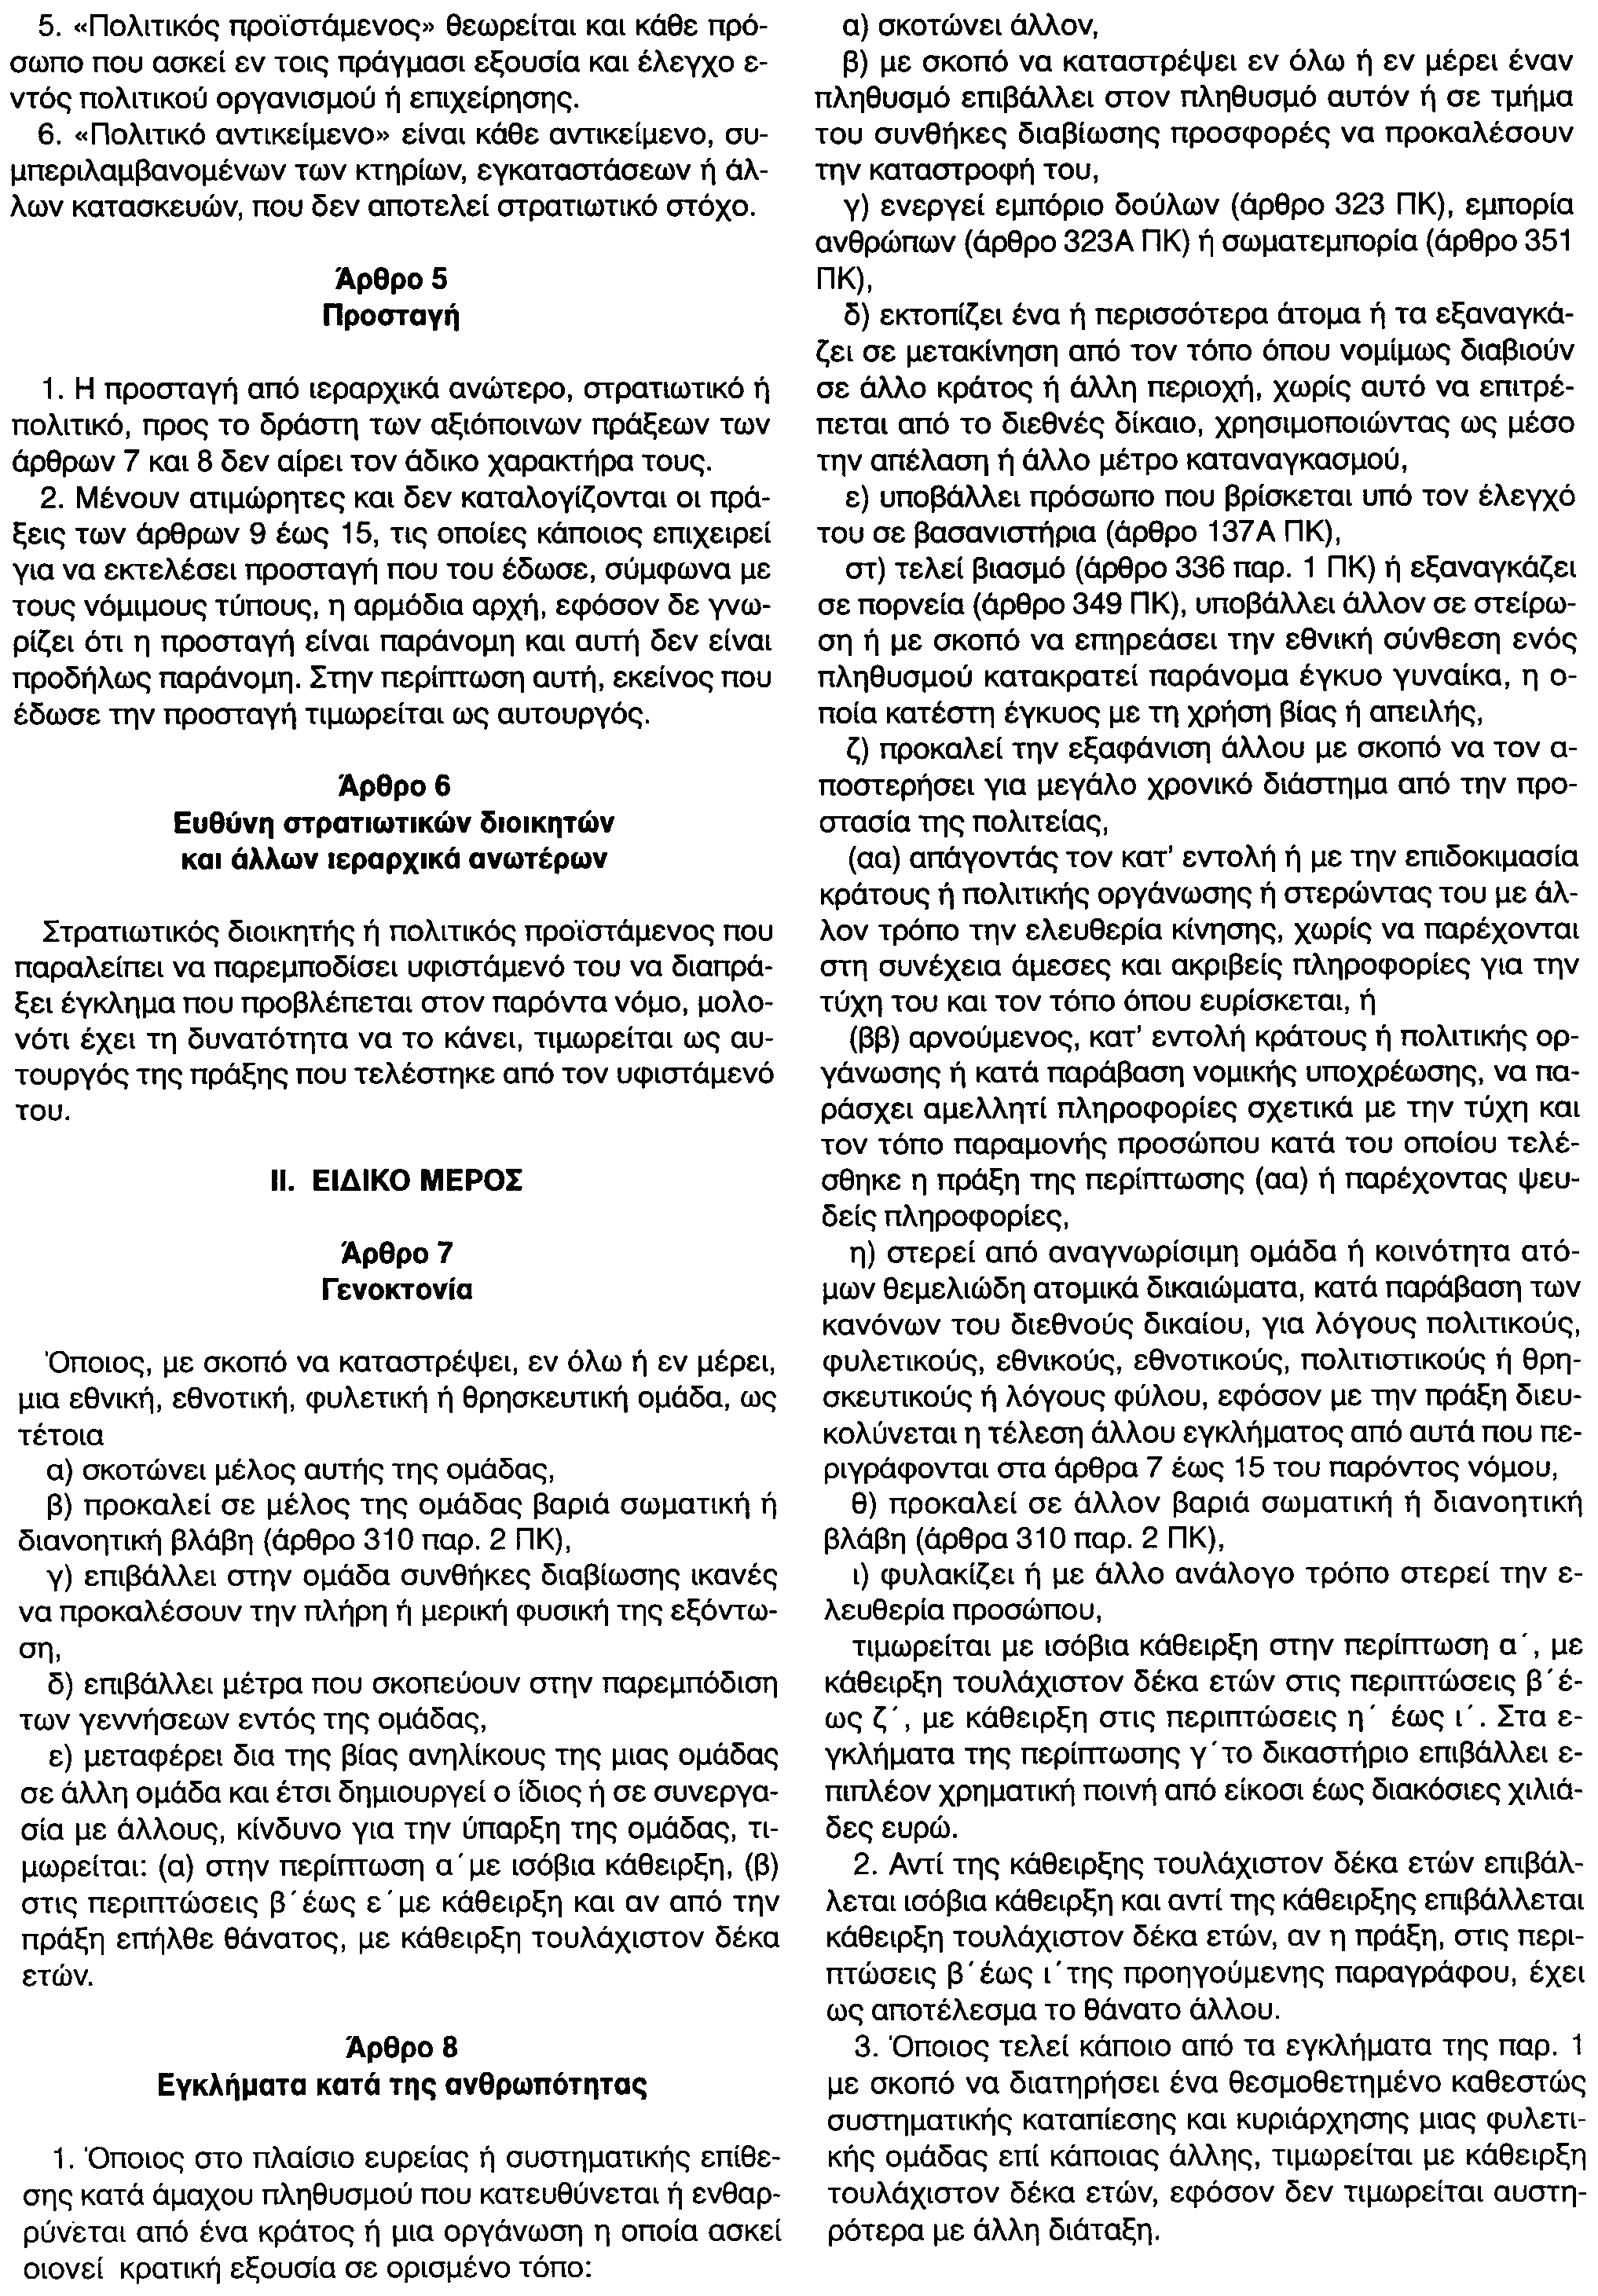 5. «Πολιτικός προϊστάμενος» θεωρείται και κάθε πρό-
σωπο που ασκεί εν τοις πράγμασι εξουσία και έλεγχο ε-
ντός πολιτικού οργανισμού ή επιχείρησης.
6. «Πολιτικό αντικείμενο» είναι κάθε αντικείμενο, συ-
μπεριλαμβανομένων των κτηρίων, εγκαταστάσεων ή άλ-
λων κατασκευών, που δεν αποτελεί στρατιωτικό στόχο.
Άρθρο 5
Προσταγή
1. Η προσταγή από ιεραρχικά ανώτερο, στρατιωτικό ή
πολιτικό, προς το δράστη των αξιόποινων πράξεων των
άρθρων 7 και 8 δεν αίρει τον άδικο χαρακτήρα τους.
2. Μένουν ατιμώρητες και δεν καταλογίζονται οι πρά-
ξεις των άρθρων 9 έως 15, τις οποίες κάποιος επιχειρεί
για να εκτελέσει προσταγή που του έδωσε, σύμφωνα με
τους νόμιμους τύπους, η αρμόδια αρχή, εφόσον δε γνω-
ρίζει ότι η προσταγή είναι παράνομη και αυτή δεν είναι
προδήλως παράνομη. Στην περίπτωση αυτή, εκείνος που
έδωσε την προσταγή τιμωρείται ως αυτουργός.
Άρθρο 6
Ευθύνη στρατιωτικών διοικητών
και άλλων ιεραρχικά ανωτέρων
Στρατιωτικός διοικητής ή πολιτικός προϊστάμενος που
παραλείπει να παρεμποδίσει υφιστάμενό του να διαπρά-
ξει έγκλημα που προβλέπεται στον παρόντα νόμο, μολο-
νότι έχει τη δυνατότητα να το κάνει, τιμωρείται ως αυ-
τουργός της πράξης που τελέστηκε από τον υφιστάμενό
του.
ΙΙ. ΕΙΔΙΚΟ ΜΕΡΟΣ
Άρθρο 7
Γενοκτονία
Όποιος, με σκοπό να καταστρέψει, εν όλω ή εν μέρει,
μια εθνική, εθνοτική, φυλετική ή θρησκευτική ομάδα, ως
τέτοια
α) σκοτώνει μέλος αυτής της ομάδας,
β) προκαλεί σε μέλος της ομάδας βαριά σωματική ή
διανοητική βλάβη (άρθρο 310 παρ. 2 ΠΚ),
γ) επιβάλλει στην ομάδα συνθήκες διαβίωσης ικανές
να προκαλέσουν την πλήρη ή μερική φυσική της εξόντω-
ση,
δ) επιβάλλει μέτρα που σκοπεύουν στην παρεμπόδιση
των γεννήσεων εντός της ομάδας,
ε) μεταφέρει δια της βίας ανηλίκους της μιας ομάδας
σε άλλη ομάδα και έτσι δημιουργεί ο ίδιος ή σε συνεργα-
σία με άλλους, κίνδυνο για την ύπαρξη της ομάδας, τι-
μωρείται: (α) στην περίπτωση α΄με ισόβια κάθειρξη, (β)
στις περιπτώσεις β΄έως ε΄με κάθειρξη και αν από την
πράξη επήλθε θάνατος, με κάθειρξη τουλάχιστον δέκα
ετών.
Άρθρο 8
Εγκλήματα κατά της ανθρωπότητας
1. Όποιος στο πλαίσιο ευρείας ή συστηματικής επίθε-
σης κατά άμαχου πληθυσμού που κατευθύνεται ή ενθαρ-
ρύνεται από ένα κράτος ή μια οργάνωση η οποία ασκεί
οιονεί κρατική εξουσία σε ορισμένο τόπο:
α) σκοτώνει άλλον,
β) με σκοπό να καταστρέψει εν όλω ή εν μέρει έναν
πληθυσμό επιβάλλει στον πληθυσμό αυτόν ή σε τμήμα
του συνθήκες διαβίωσης προσφορές να προκαλέσουν
την καταστροφή του,
γ) ενεργεί εμπόριο δούλων (άρθρο 323 ΠΚ), εμπορία
ανθρώπων (άρθρο 323Α ΠΚ) ή σωματεμπορία (άρθρο 351
ΠΚ),
δ) εκτοπίζει ένα ή περισσότερα άτομα ή τα εξαναγκά-
ζει σε μετακίνηση από τον τόπο όπου νομίμως διαβιούν
σε άλλο κράτος ή άλλη περιοχή, χωρίς αυτό να επιτρέ-
πεται από το διεθνές δίκαιο, χρησιμοποιώντας ως μέσο
την απέλαση ή άλλο μέτρο καταναγκασμού,
ε) υποβάλλει πρόσωπο που βρίσκεται υπό τον έλεγχό
του σε βασανιστήρια (άρθρο 137Α ΠΚ),
στ) τελεί βιασμό (άρθρο 336 παρ. 1 ΠΚ) ή εξαναγκάζει
σε πορνεία (άρθρο 349 ΠΚ), υποβάλλει άλλον σε στείρω-
ση ή με σκοπό να επηρεάσει την εθνική σύνθεση ενός
πληθυσμού κατακρατεί παράνομα έγκυο γυναίκα, η ο-
ποία κατέστη έγκυος με τη χρήση βίας ή απειλής,
ζ) προκαλεί την εξαφάνιση άλλου με σκοπό να τον α-
ποστερήσει για μεγάλο χρονικό διάστημα από την προ-
στασία της πολιτείας,
(αα) απάγοντάς τον κατ' εντολή ή με την επιδοκιμασία
κράτους ή πολιτικής οργάνωσης ή στερώντας του με άλ-
λον τρόπο την ελευθερία κίνησης, χωρίς να παρέχονται
στη συνέχεια άμεσες και ακριβείς πληροφορίες για την
τύχη του και τον τόπο όπου ευρίσκεται, ή
(ββ) αρνούμενος, κατ' εντολή κράτους ή πολιτικής ορ-
γάνωσης ή κατά παράβαση νομικής υποχρέωσης, να πα-
ράσχει αμελλητί πληροφορίες σχετικά με την τύχη και
τον τόπο παραμονής προσώπου κατά του οποίου τελέ-
σθηκε η πράξη της περίπτωσης (αα) ή παρέχοντας ψευ-
δείς πληροφορίες,
η) στερεί από αναγνωρίσιμη ομάδα ή κοινότητα ατό-
μων θεμελιώδη ατομικά δικαιώματα, κατά παράβαση των
κανόνων του διεθνούς δικαίου, για λόγους πολιτικούς,
φυλετικούς, εθνικούς, εθνοτικούς, πολιτιστικούς ή θρη-
σκευτικούς ή λόγους φύλου, εφόσον με την πράξη διευ-
κολύνεται η τέλεση άλλου εγκλήματος από αυτά που πε-
ριγράφονται στα άρθρα 7 έως 15 του παρόντος νόμου,
θ) προκαλεί σε άλλον βαριά σωματική ή διανοητική
βλάβη (άρθρα 310 παρ. 2 ΠΚ),
ι) φυλακίζει ή με άλλο ανάλογο τρόπο στερεί την ε-
λευθερία προσώπου,
τιμωρείται με ισόβια κάθειρξη στην περίπτωση α΄, με
κάθειρξη τουλάχιστον δέκα ετών στις περιπτώσεις β΄έ-
ως ζ΄, με κάθειρξη στις περιπτώσεις η΄ έως ι΄. Στα ε-
γκλήματα της περίπτωσης γ΄το δικαστήριο επιβάλλει ε-
πιπλέον χρηματική ποινή από είκοσι έως διακόσιες χιλιά-
δες ευρώ.
2. Αντί της κάθειρξης τουλάχιστον δέκα ετών επιβάλ-
λεται ισόβια κάθειρξη και αντί της κάθειρξης επιβάλλεται
κάθειρξη τουλάχιστον δέκα ετών, αν η πράξη, στις περι-
πτώσεις β΄έως ι΄της προηγούμενης παραγράφου, έχει
ως αποτέλεσμα το θάνατο άλλου.
3. Όποιος τελεί κάποιο από τα εγκλήματα της παρ. 1
με σκοπό να διατηρήσει ένα θεσμοθετημένο καθεστώς
συστηματικής καταπίεσης και κυριάρχησης μιας φυλετι-
κής ομάδας επί κάποιας άλλης, τιμωρείται με κάθειρξη
τουλάχιστον δέκα ετών, εφόσον δεν τιμωρείται αυστη-
ρότερα με άλλη διάταξη.